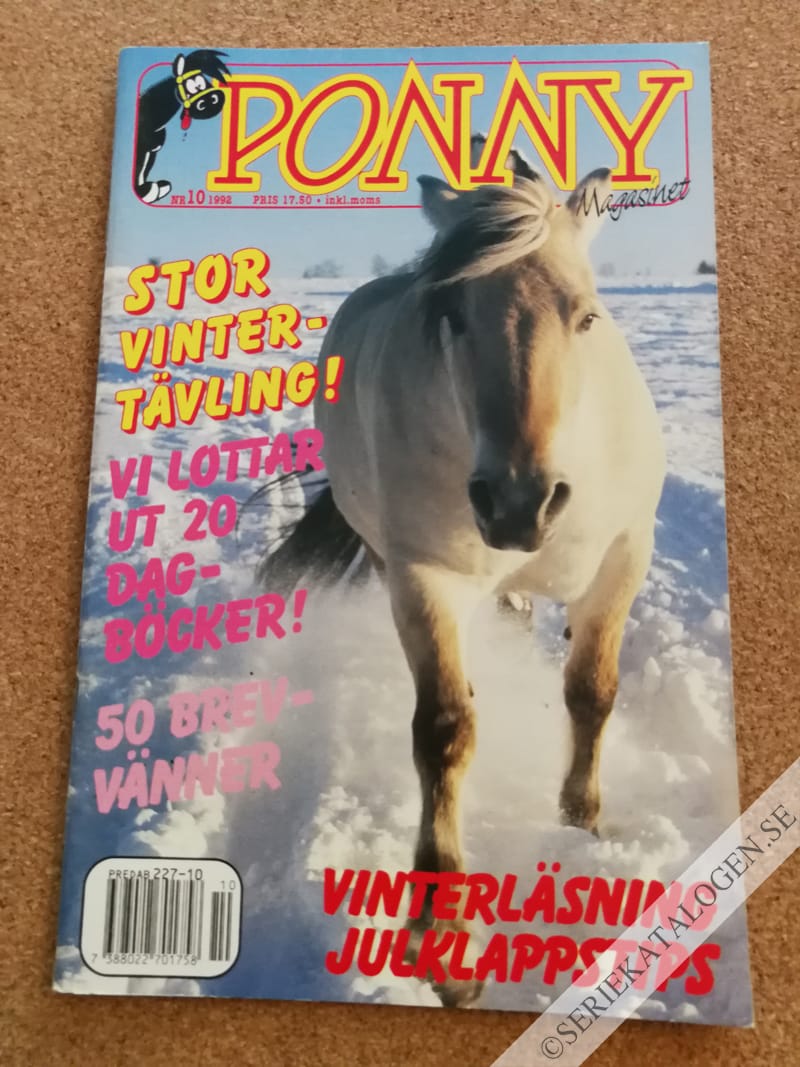 PONNY
Magasinet
NR 10 1992 PRIS 17.50 • inkl.moms
STOR
VINTER-
TÄVLING!
VI LOTTAR
UT 20
DAG-
BÖCKER!
50 BREV-
VÄNNER
PREDAB 227-10
10
7 388022 701758
VINTERLÄSNING
JULKLAPPSTIPS
©SERIEKATALOGEN.SE